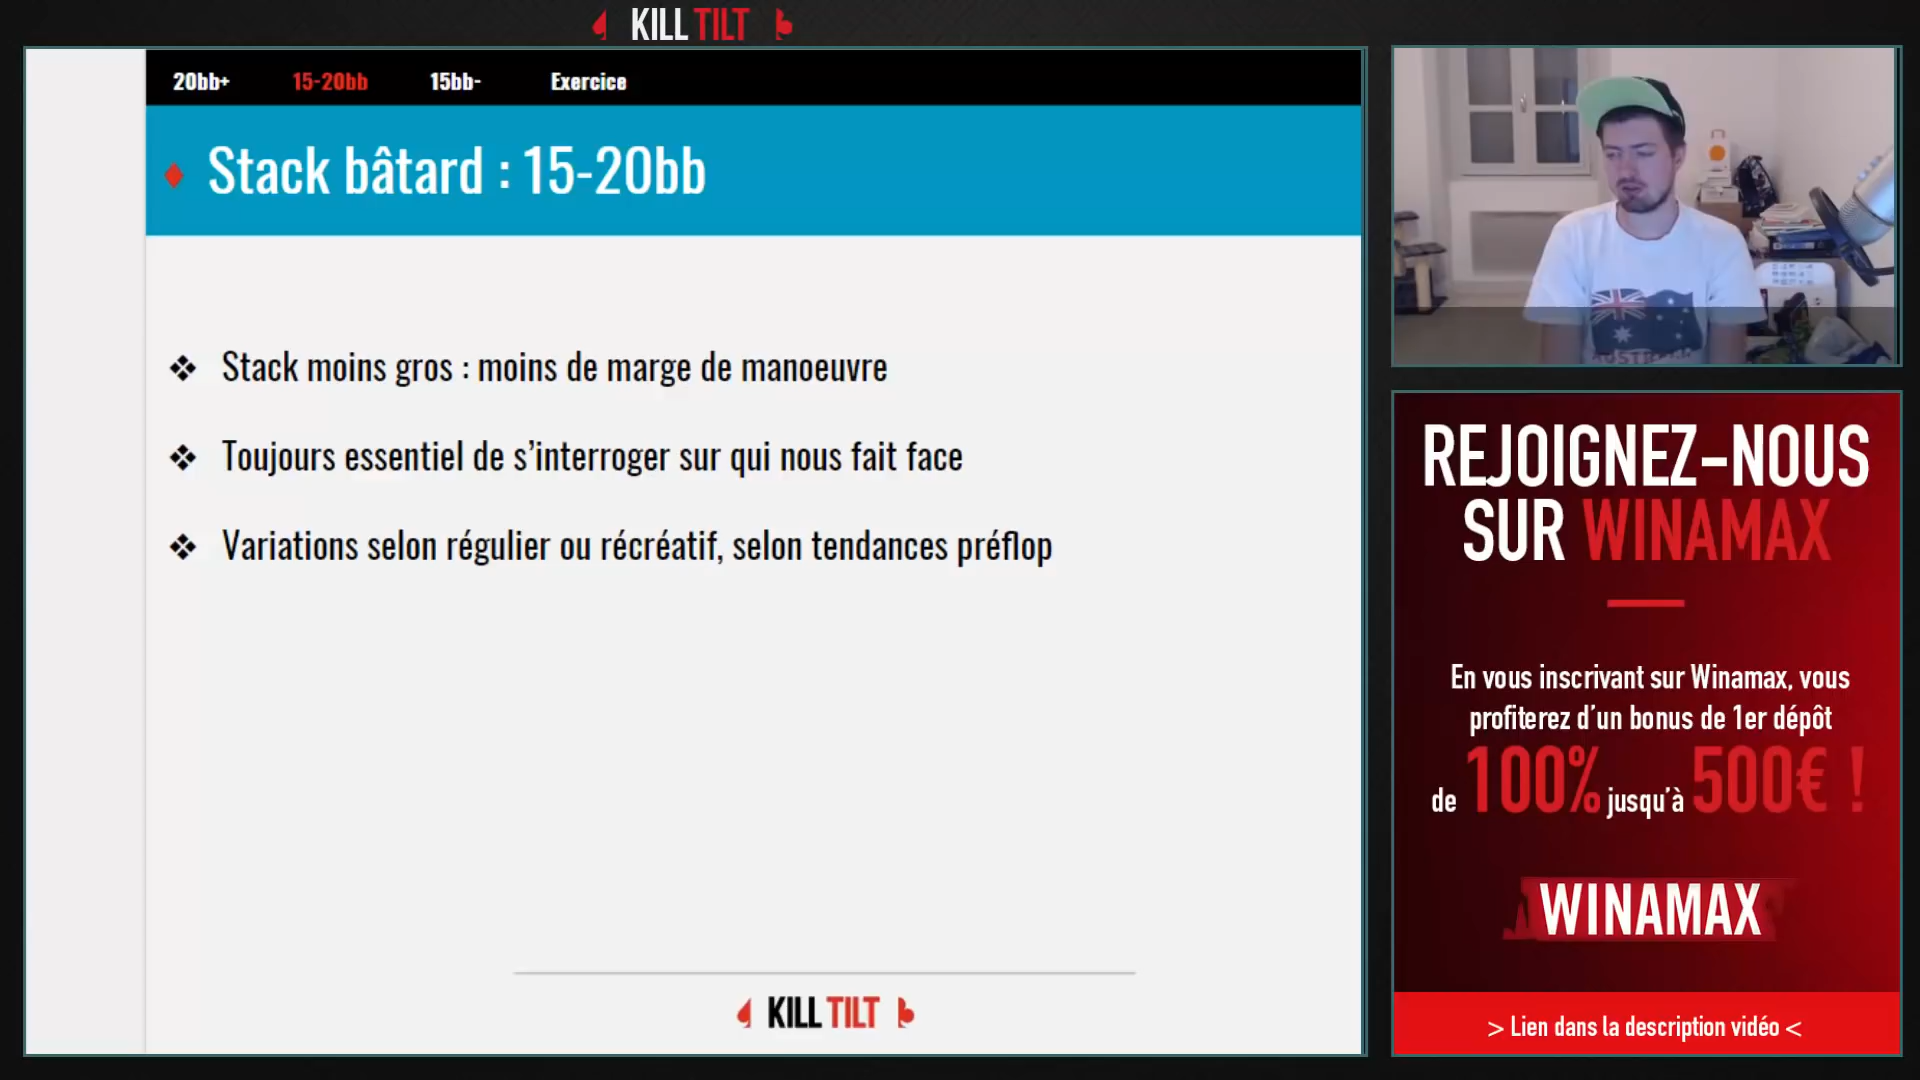 KILL TILT
20bb+ 15-20bb 15bb- Exercice
Stack bâtard : 15-20bb
Stack moins gros : moins de marge de manoeuvre
Toujours essentiel de s’interroger sur qui nous fait face
Variations selon régulier ou récréatif, selon tendances préflop
KILL TILT
AUSTRALIA
REJOIGNEZ-NOUS
SUR WINAMAX
En vous inscrivant sur Winamax, vous
profiterez d’un bonus de 1er dépôt
de 100% jusqu’à 500€ !
WINAMAX
> Lien dans la description vidéo <